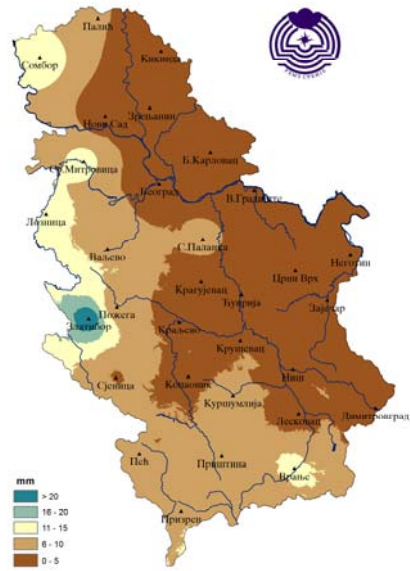 Палић
Сомбор
Кикинда
Зрењанин
Нови Сад
Б.Карловац
Ср.Митровица
Београд
В.Градиште
Лозница
Ваљево
С.Паланка
Неготин
Црни Врх
Крагујевац
Ћуприја
Зајечар
Пожега
Златибор
Краљево
Крушевац
Ниш
Сјеница
Копаоник
Куршумлија
Димитровград
Лесковац
Пећ
Приштина
Врање
Призрен
mm
> 20
16 - 20
11 - 15
6 - 10
0 - 5